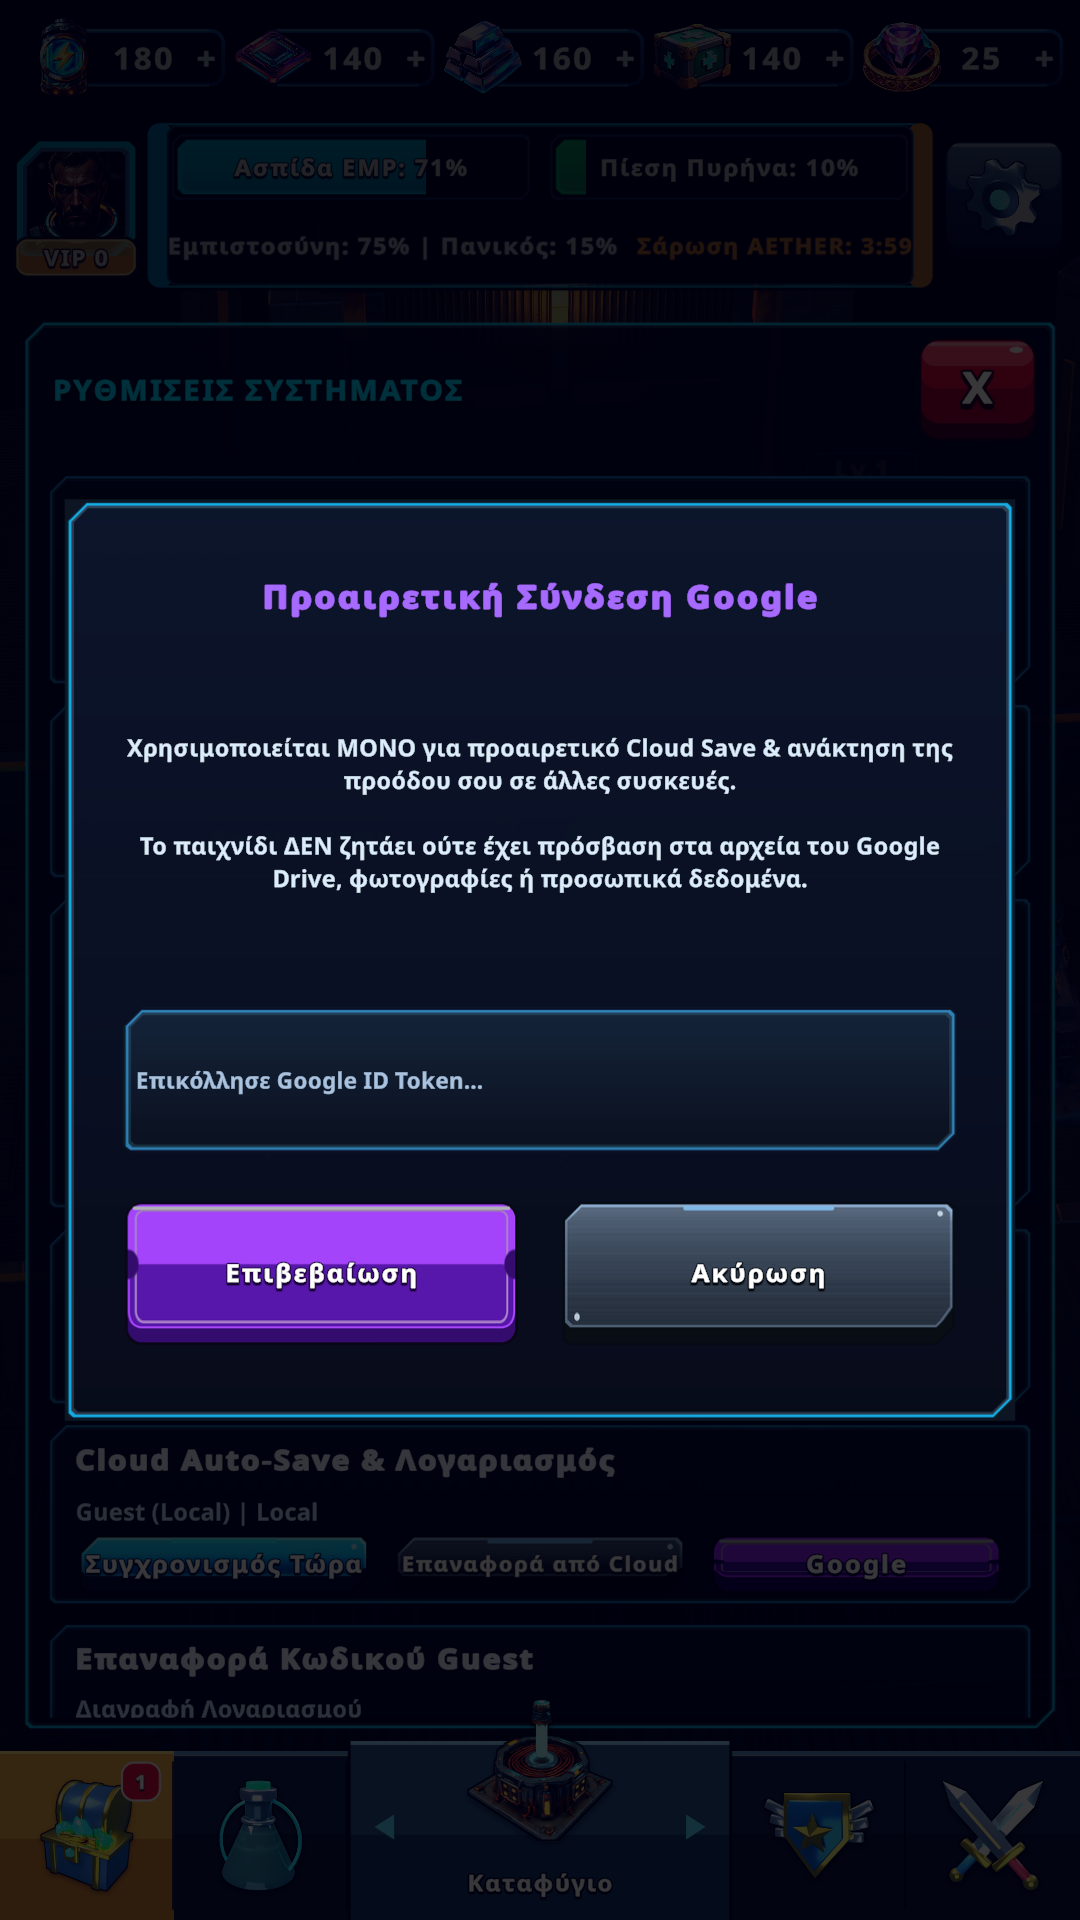 180 +
140 +
160 +
140 +
25 +
Ασπίδα EMP: 71%
Πίεση Πυρήνα: 10%
VIP 0
Εμπιστοσύνη: 75% | Πανικός: 15%
Σάρωση AETHER: 3:59
ΡΥΘΜΙΣΕΙΣ ΣΥΣΤΗΜΑΤΟΣ
X
Προαιρετική Σύνδεση Google
Χρησιμοποιείται ΜΟΝΟ για προαιρετικό Cloud Save & ανάκτηση της
προόδου σου σε άλλες συσκευές.
Το παιχνίδι ΔΕΝ ζητάει ούτε έχει πρόσβαση στα αρχεία του Google
Drive, φωτογραφίες ή προσωπικά δεδομένα.
Επικόλλησε Google ID Token...
Επιβεβαίωση
Ακύρωση
Cloud Auto-Save & Λογαριασμός
Guest (Local) | Local
Συγχρονισμός Τώρα
Επαναφορά από Cloud
Google
Επαναφορά Κωδικού Guest
Διαγραφή Λογαριασμού
1
Καταφύγιο